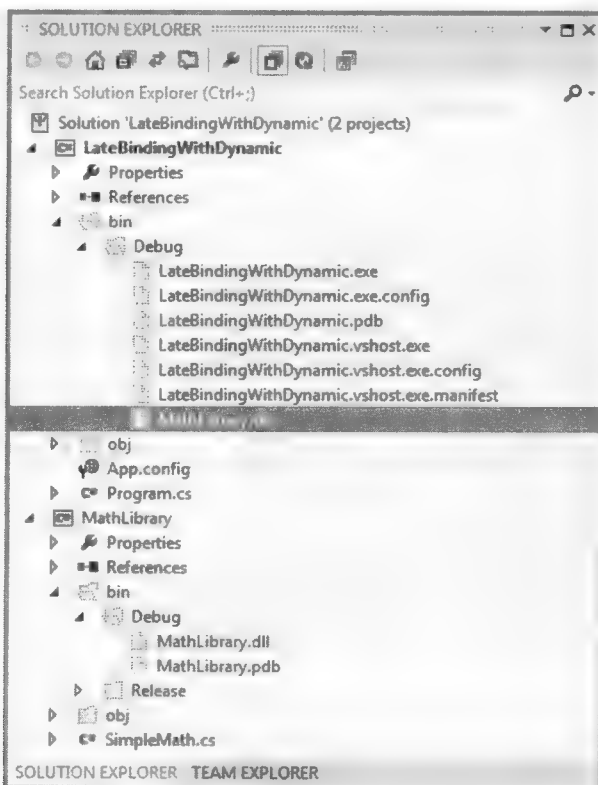 SOLUTION EXPLORER
Search Solution Explorer (Ctrl+;)
Solution 'LateBindingWithDynamic' (2 projects)
LateBindingWithDynamic
Properties
References
bin
Debug
LateBindingWithDynamic.exe
LateBindingWithDynamic.exe.config
LateBindingWithDynamic.pdb
LateBindingWithDynamic.vshost.exe
LateBindingWithDynamic.vshost.exe.config
LateBindingWithDynamic.vshost.exe.manifest
obj
App.config
C# Program.cs
C# MathLibrary
Properties
References
bin
Debug
MathLibrary.dll
MathLibrary.pdb
Release
obj
C# SimpleMath.cs
SOLUTION EXPLORER TEAM EXPLORER